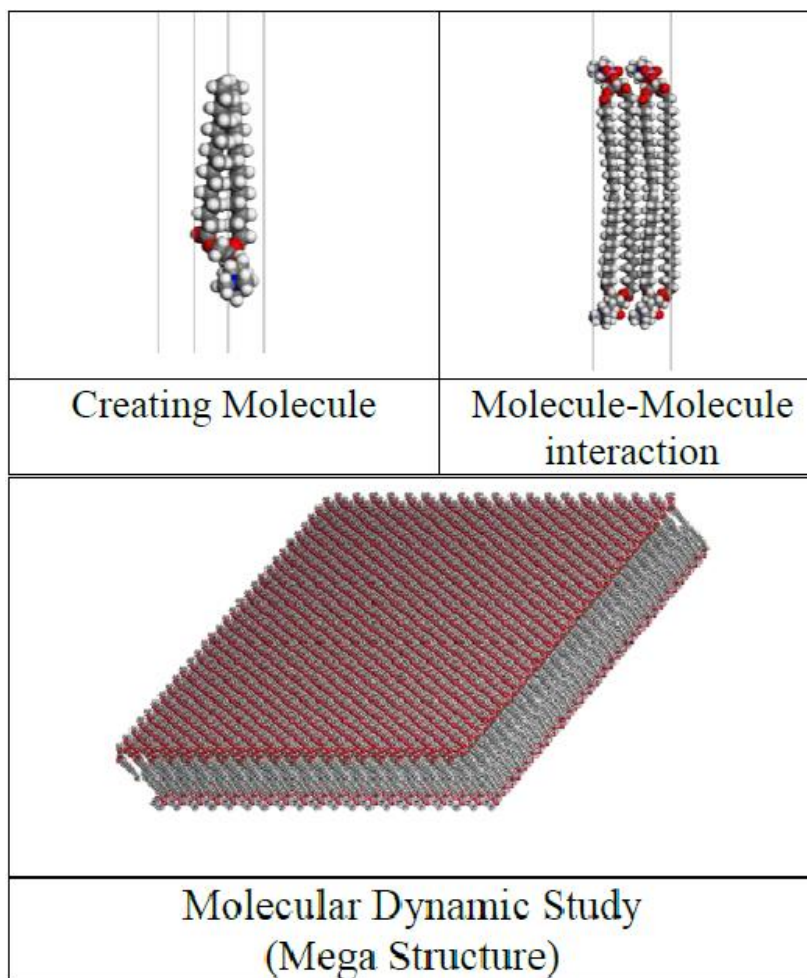 Creating Molecule
Molecule-Molecule
interaction
Molecular Dynamic Study
(Mega Structure)